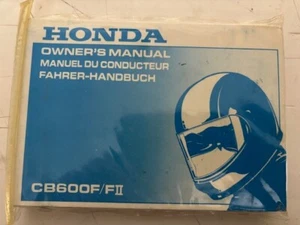 HONDA
OWNER'S MANUAL
MANUEL DU CONDUCTEUR
FAHRER-HANDBUCH
CB600F/FII